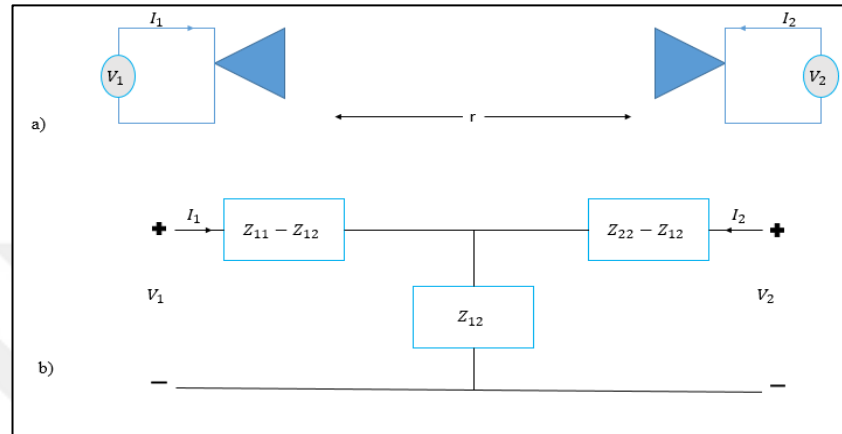 I₁ I₂
V₁ V₂
r
a)
+ I₁ Z₁₁ − Z₁₂ Z₂₂ − Z₁₂ I₂ +
V₁ V₂
Z₁₂
b)
− −